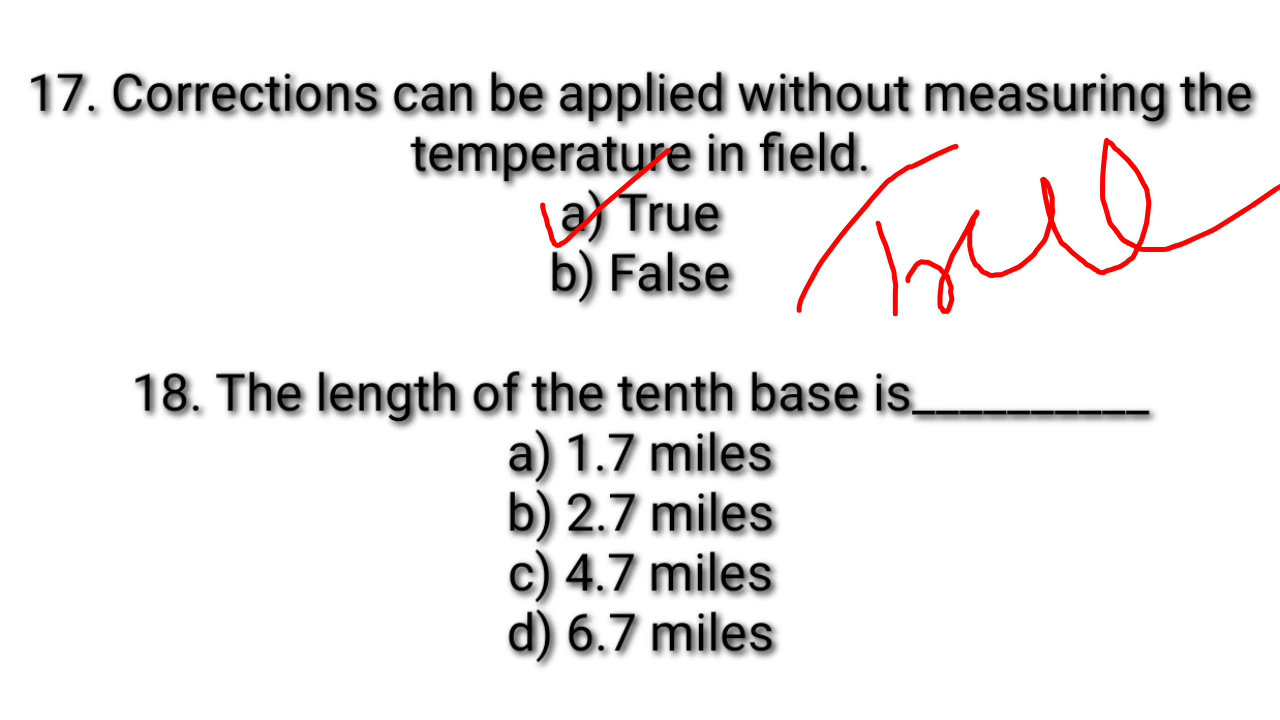 17. Corrections can be applied without measuring the
temperature in field.
a) True
True
b) False
18. The length of the tenth base is__________
a) 1.7 miles
b) 2.7 miles
c) 4.7 miles
d) 6.7 miles